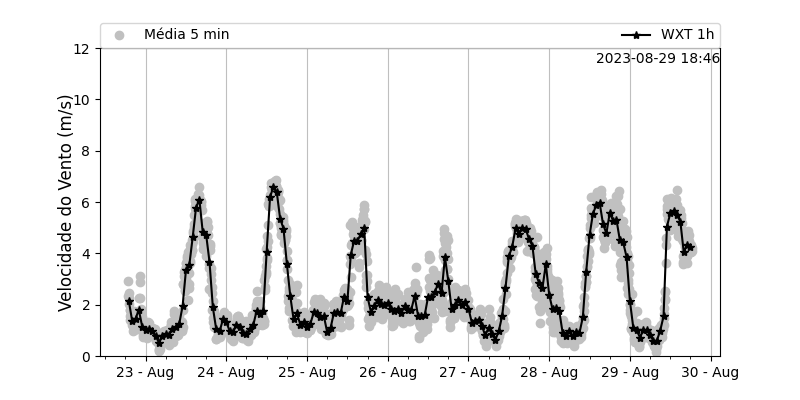 Média 5 min
WXT 1h
2023-08-29 18:46
Velocidade do Vento (m/s)
12
10
8
6
4
2
0
23 - Aug
24 - Aug
25 - Aug
26 - Aug
27 - Aug
28 - Aug
29 - Aug
30 - Aug